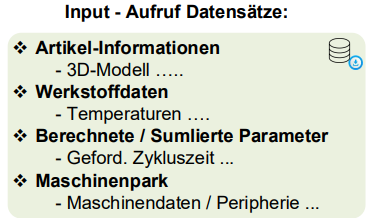 Input - Aufruf Datensätze:
❖ Artikel-Informationen
- 3D-Modell …..
❖ Werkstoffdaten
- Temperaturen ….
❖ Berechnete / Sumlierte Parameter
- Geford. Zykluszeit ...
❖ Maschinenpark
- Maschinendaten / Peripherie ...